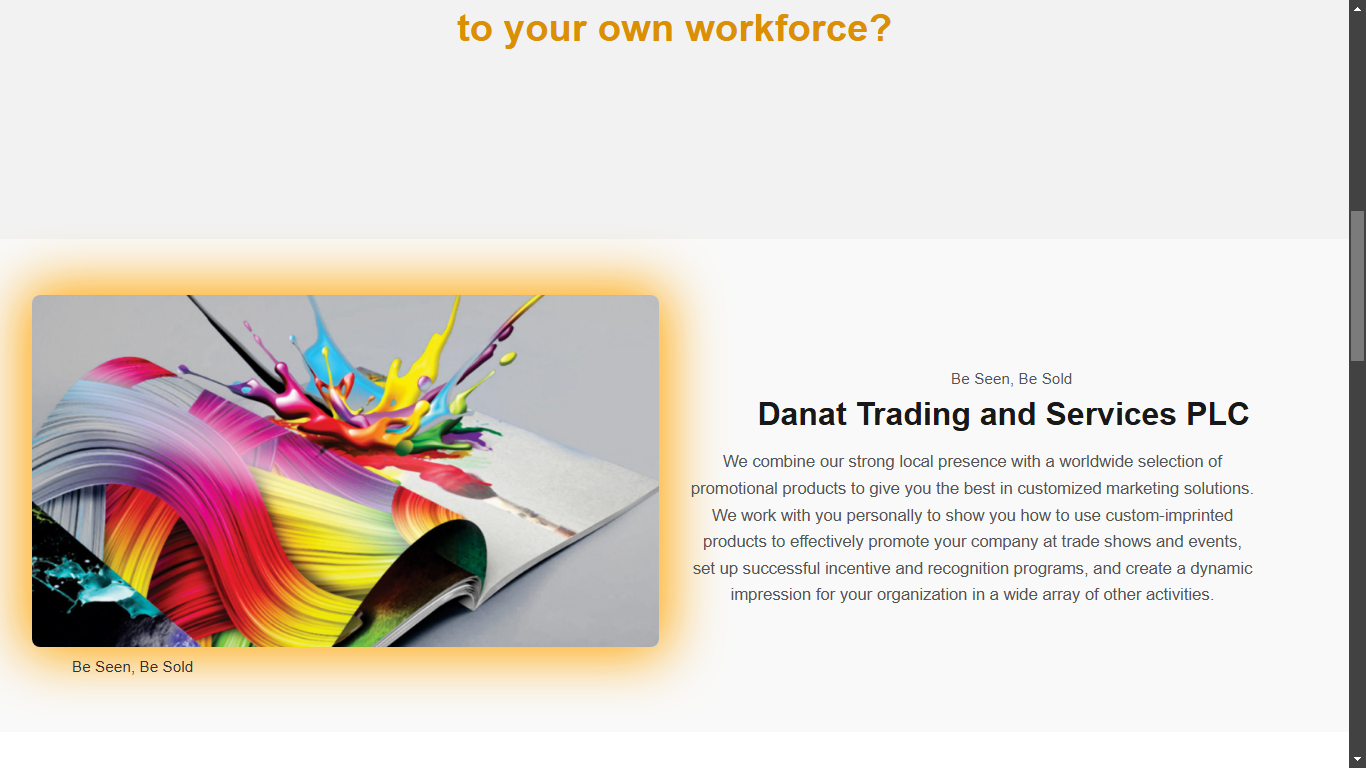 to your own workforce?
Be Seen, Be Sold
Be Seen, Be Sold
Danat Trading and Services PLC
We combine our strong local presence with a worldwide selection of
promotional products to give you the best in customized marketing solutions.
We work with you personally to show you how to use custom-imprinted
products to effectively promote your company at trade shows and events,
set up successful incentive and recognition programs, and create a dynamic
impression for your organization in a wide array of other activities.